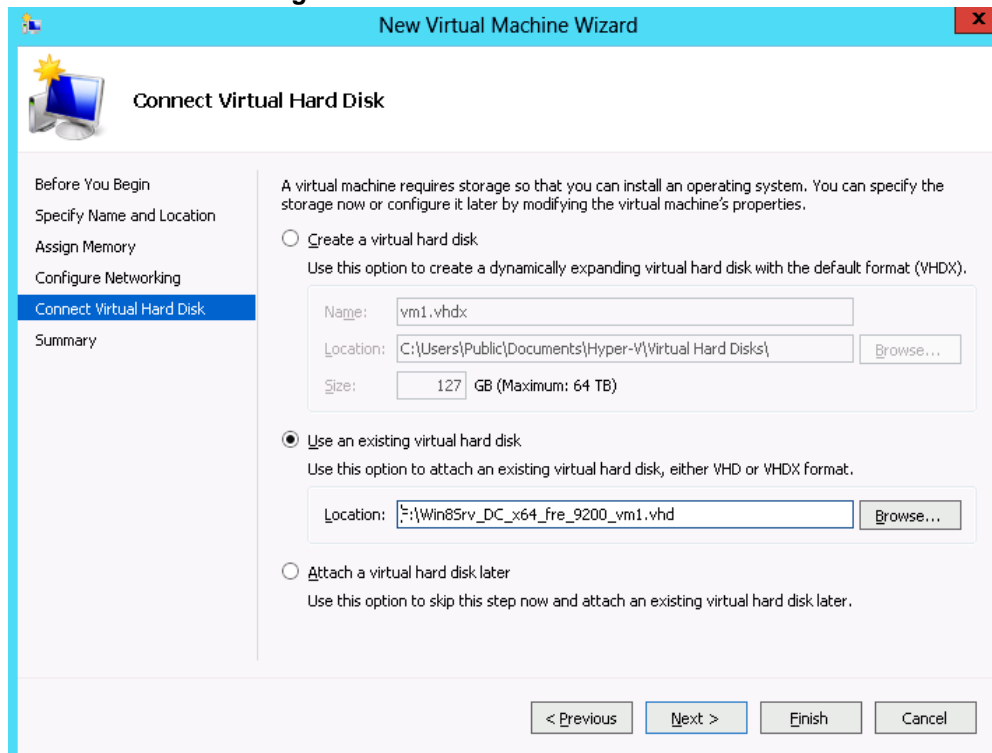 New Virtual Machine Wizard
x
Connect Virtual Hard Disk
Before You Begin
Specify Name and Location
Assign Memory
Configure Networking
Connect Virtual Hard Disk
Summary
A virtual machine requires storage so that you can install an operating system. You can specify the
storage now or configure it later by modifying the virtual machine's properties.
Create a virtual hard disk
Use this option to create a dynamically expanding virtual hard disk with the default format (VHDX).
Name: vm1.vhdx
Location: C:\Users\Public\Documents\Hyper-V\Virtual Hard Disks\ Browse...
Size: 127 GB (Maximum: 64 TB)
Use an existing virtual hard disk
Use this option to attach an existing virtual hard disk, either VHD or VHDX format.
Location: :\Win8Srv_DC_x64_fre_9200_vm1.vhd Browse...
Attach a virtual hard disk later
Use this option to skip this step now and attach an existing virtual hard disk later.
< Previous Next > Finish Cancel